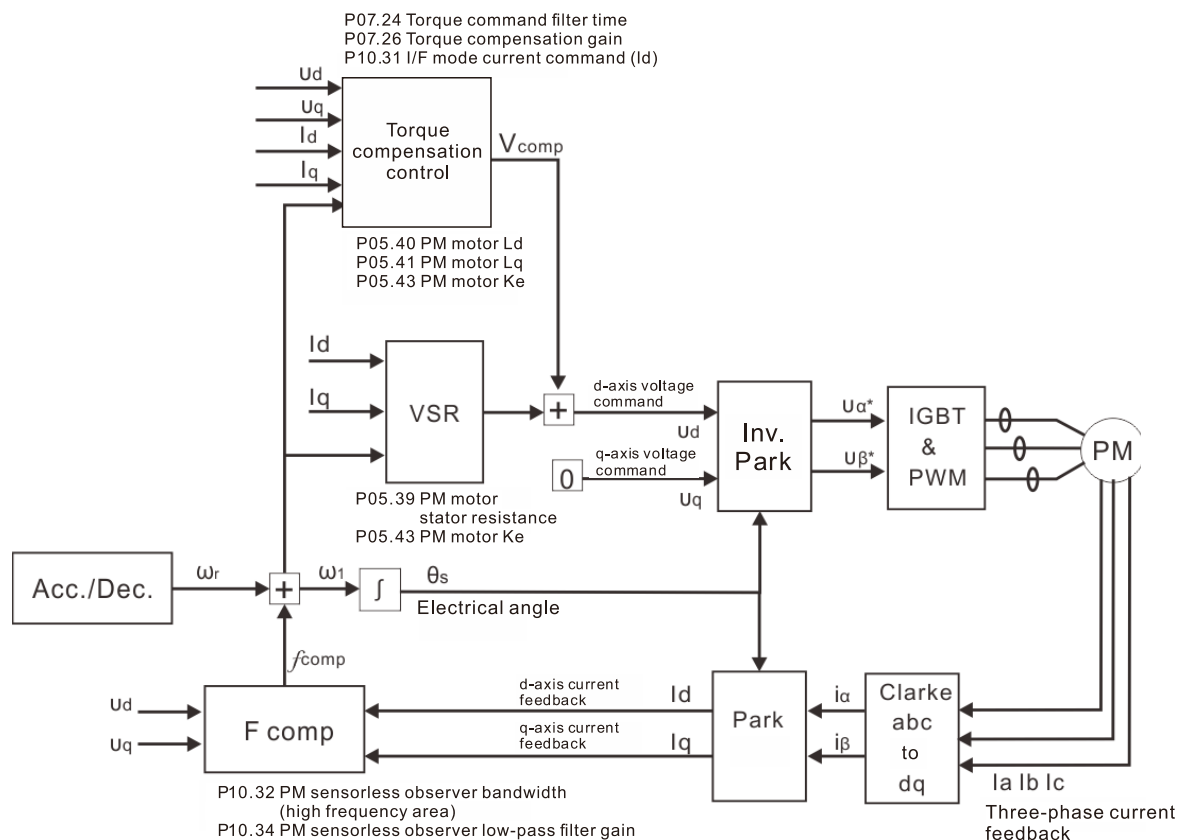 P07.24 Torque command filter time
P07.26 Torque compensation gain
P10.31 I/F mode current command (Id)
ud
uq
Id
Iq
Torque
compensation
control
Vcomp
P05.40 PM motor Ld
P05.41 PM motor Lq
P05.43 PM motor Ke
Id
Iq
VSR
+
d-axis voltage
command
ud
0
q-axis voltage
command
uq
Inv.
Park
uα*
uβ*
IGBT
&
PWM
PM
P05.39 PM motor
stator resistance
P05.43 PM motor Ke
Acc./Dec.
ωr
+
ω1
∫
θs
Electrical angle
fcomp
ud
uq
F comp
d-axis current
feedback
Id
q-axis current
feedback
Iq
Park
iα
iβ
Clarke
abc
to
dq
Ia Ib Ic
Three-phase current
feedback
P10.32 PM sensorless observer bandwidth
(high frequency area)
P10.34 PM sensorless observer low-pass filter gain